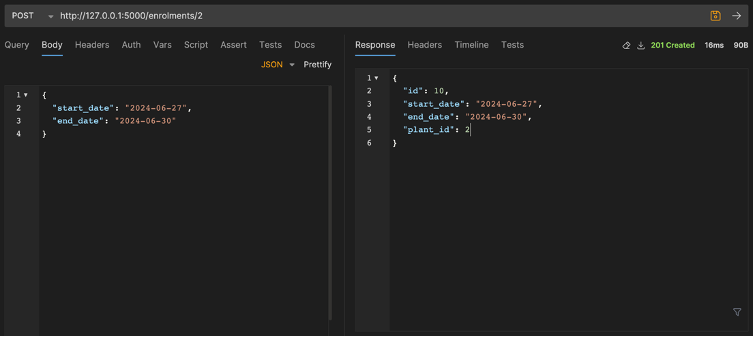 POST http://127.0.0.1:5000/enrolments/2
Query Body Headers Auth Vars Script Assert Tests Docs
JSON Prettify
1 {
2 "start_date": "2024-06-27",
3 "end_date": "2024-06-30"
4 }
Response Headers Timeline Tests 201 Created 16ms 90B
1 {
2 "id": 10,
3 "start_date": "2024-06-27",
4 "end_date": "2024-06-30",
5 "plant_id": 2
6 }